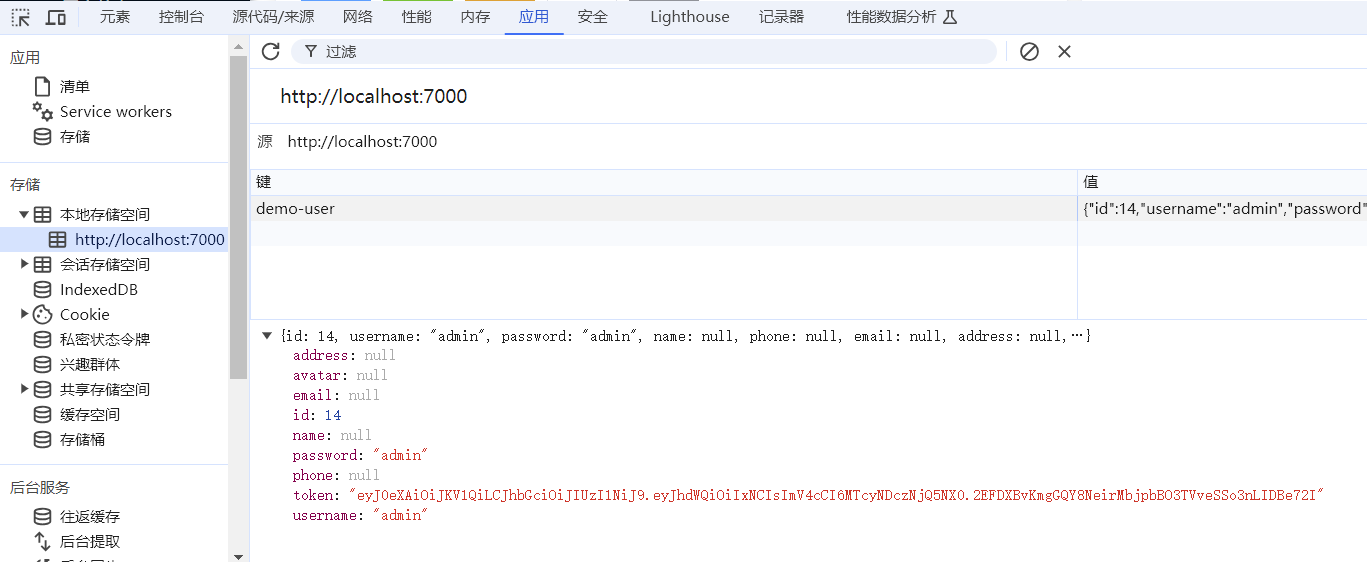 元素 控制台 源代码/来源 网络 性能 内存 应用 安全 Lighthouse 记录器 性能数据分析
应用
清单
Service workers
存储
存储
本地存储空间
http://localhost:7000
会话存储空间
IndexedDB
Cookie
私密状态令牌
兴趣群体
共享存储空间
缓存空间
存储桶
后台服务
往返缓存
后台提取
过滤
http://localhost:7000
源 http://localhost:7000
键 值
demo-user {"id":14,"username":"admin","password"
{id: 14, username: "admin", password: "admin", name: null, phone: null, email: null, address: null,…}
address: null
avatar: null
email: null
id: 14
name: null
password: "admin"
phone: null
token: "eyJ0eXAiOiJKV1QiLCJhbGciOiJIUzI1NiJ9.eyJhdWQiOiIxNCIsImV4cCI6MTcyNDczNjQ5NX0.2EFDXBvKmgGQY8NeirMbjpbBO3TVveSSo3nLIDBe72I"
username: "admin"